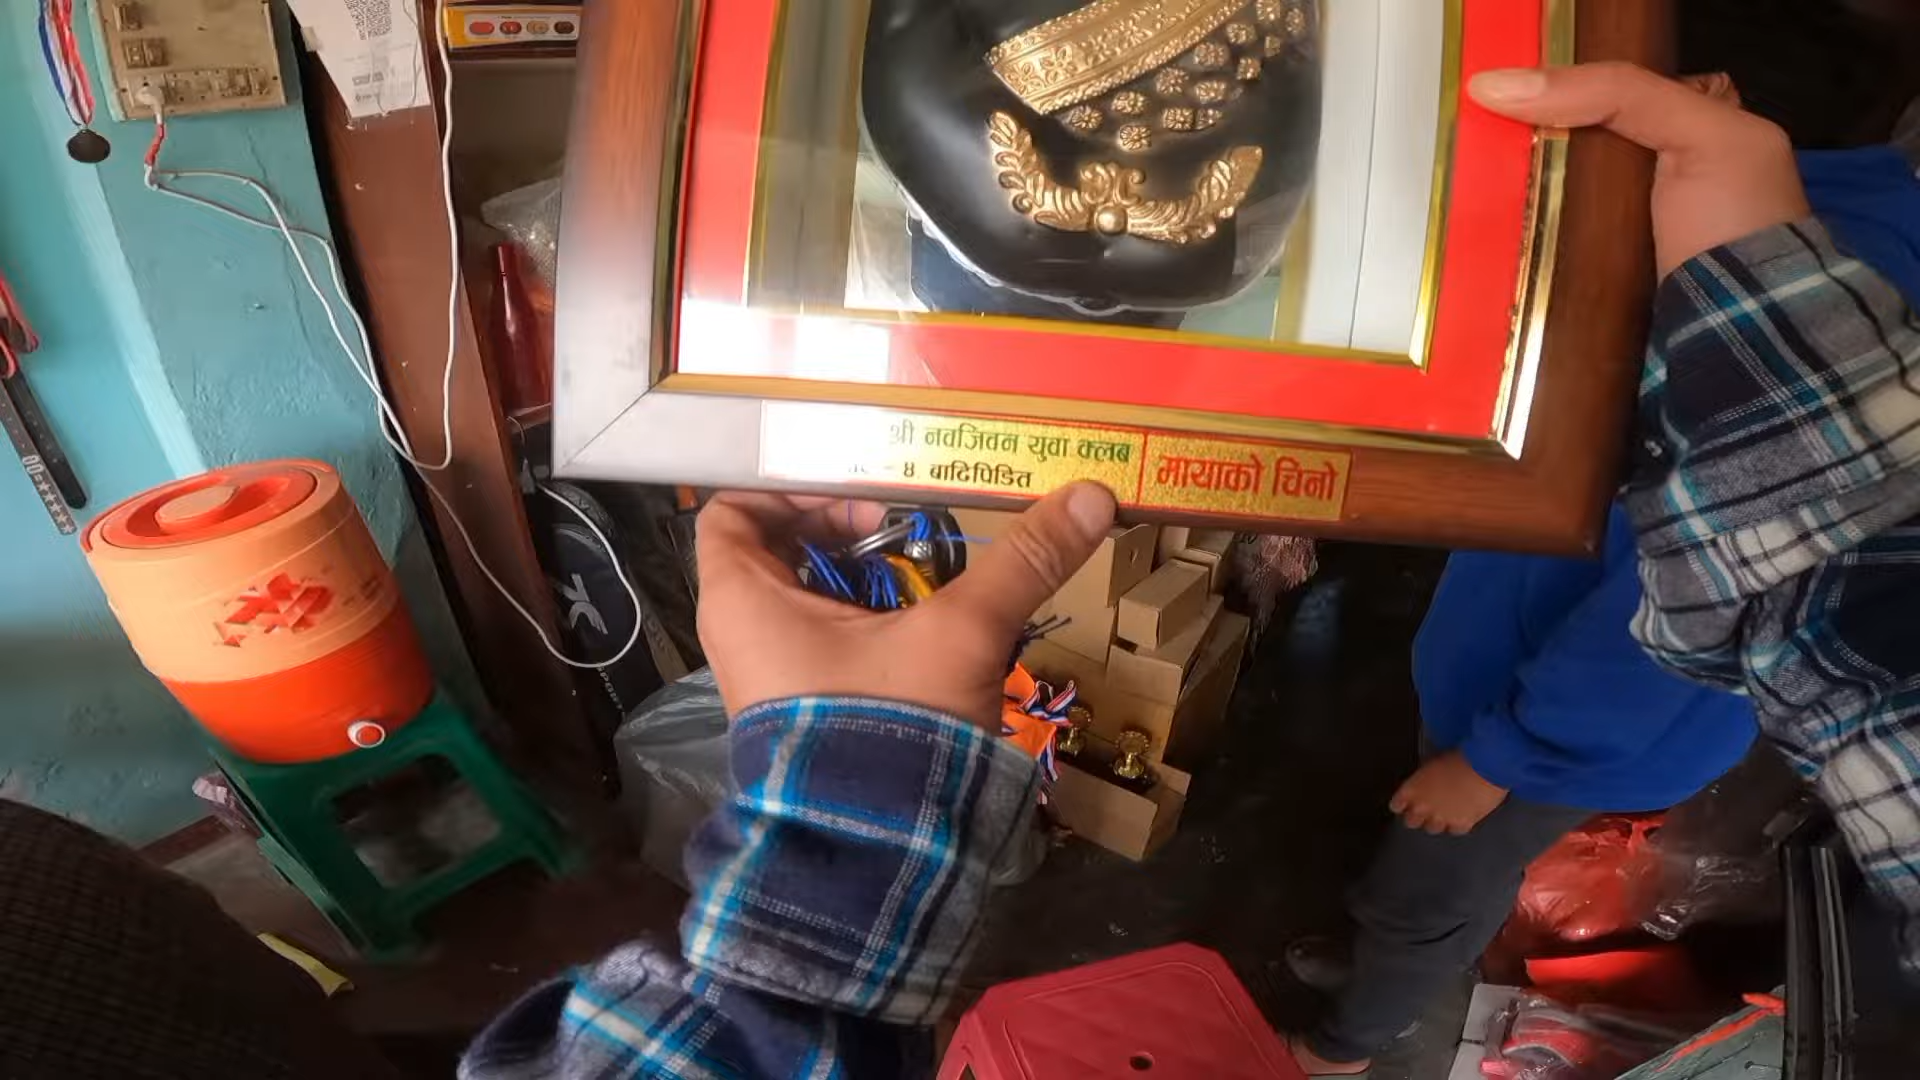 श्री नवजिवन युवा क्लब
- ४ बाढिपिडित
मायाको चिनो